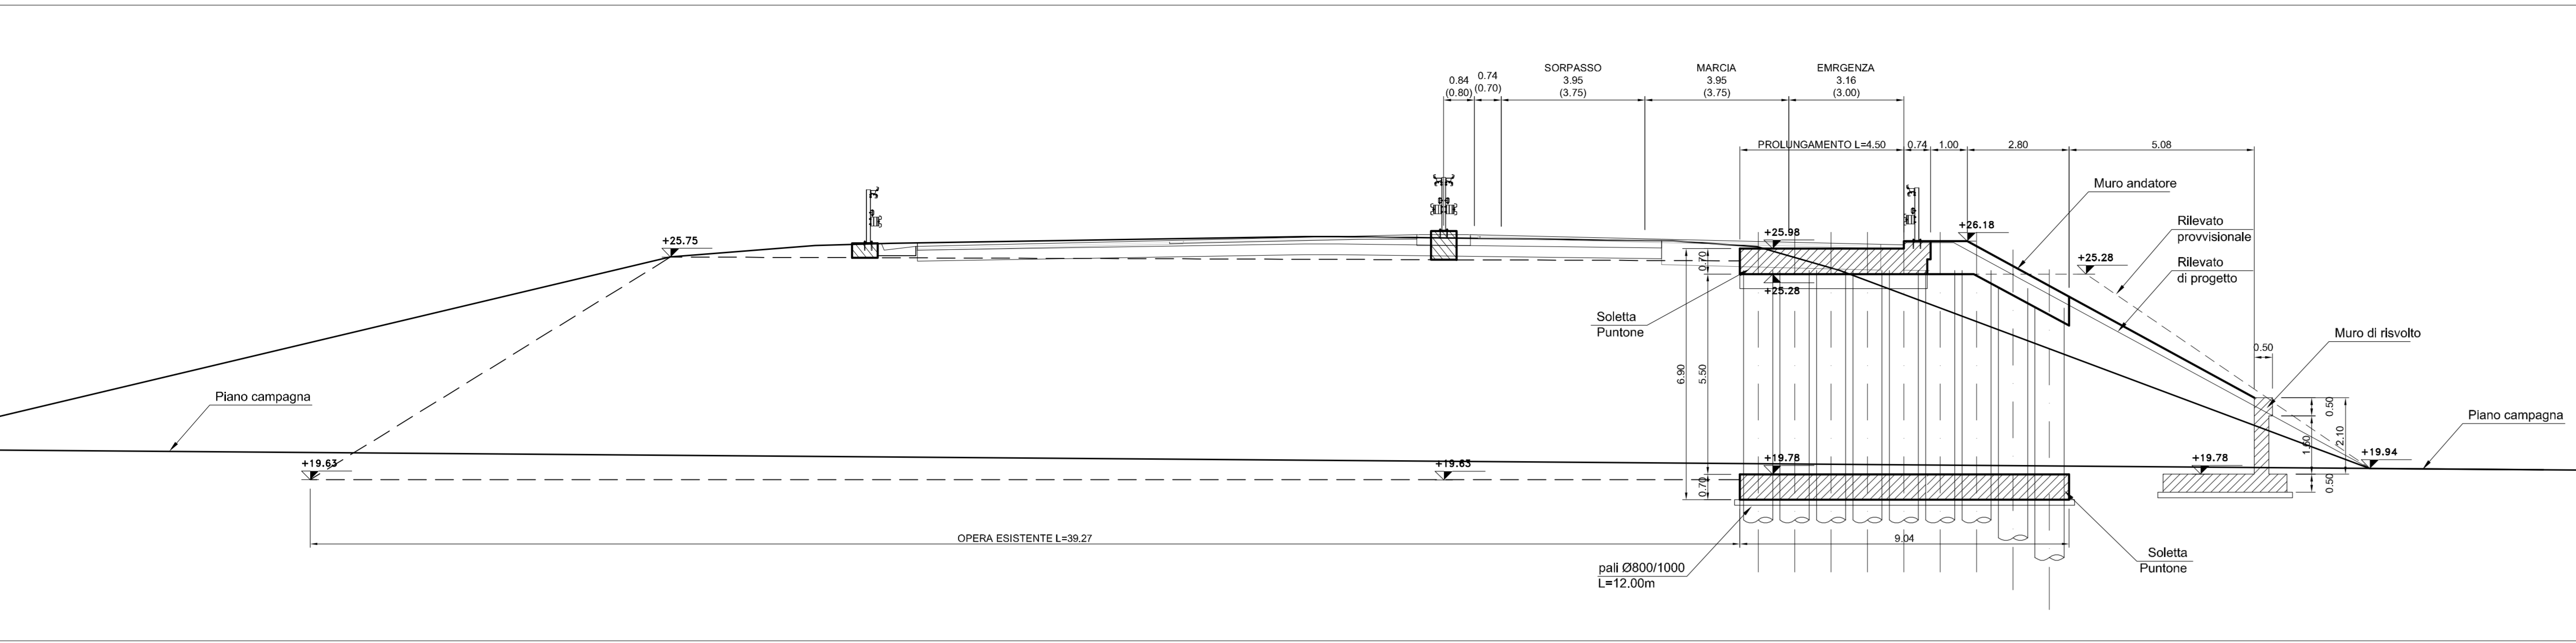 SORPASSO
MARCIA
EMRGENZA
0.84
0.74
3.95
3.95
3.16
(0.80)
(0.70)
(3.75)
(3.75)
(3.00)
PROLUNGAMENTO L=4.50
0.74
1.00
2.80
5.08
Muro andatore
Rilevato
provvisionale
+26.18
+25.98
+25.75
+25.28
Rilevato
di progetto
0.70
+25.28
Soletta
Puntone
Muro di risvolto
0.50
6.90
5.50
Piano campagna
0.50
Piano campagna
2.10
1.60
+19.94
+19.63
+19.63
+19.78
+19.78
0.70
0.50
OPERA ESISTENTE L=39.27
9.04
Soletta
Puntone
pali Ø800/1000
L=12.00m